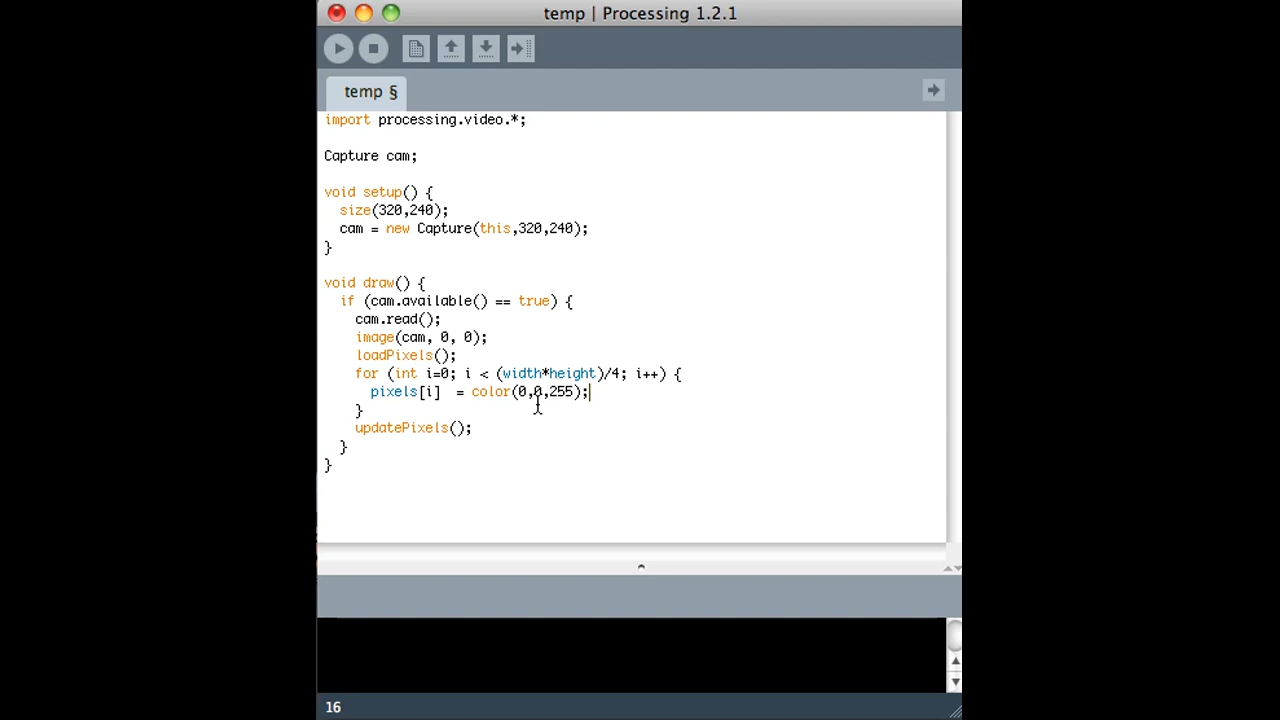 temp | Processing 1.2.1
temp §
import processing.video.*;
Capture cam;
void setup() {
  size(320,240);
  cam = new Capture(this,320,240);
}
void draw() {
  if (cam.available() == true) {
    cam.read();
    image(cam, 0, 0);
    loadPixels();
    for (int i=0; i < (width*height)/4; i++) {
      pixels[i]  = color(0,0,255);
    }
    updatePixels();
  }
}
16